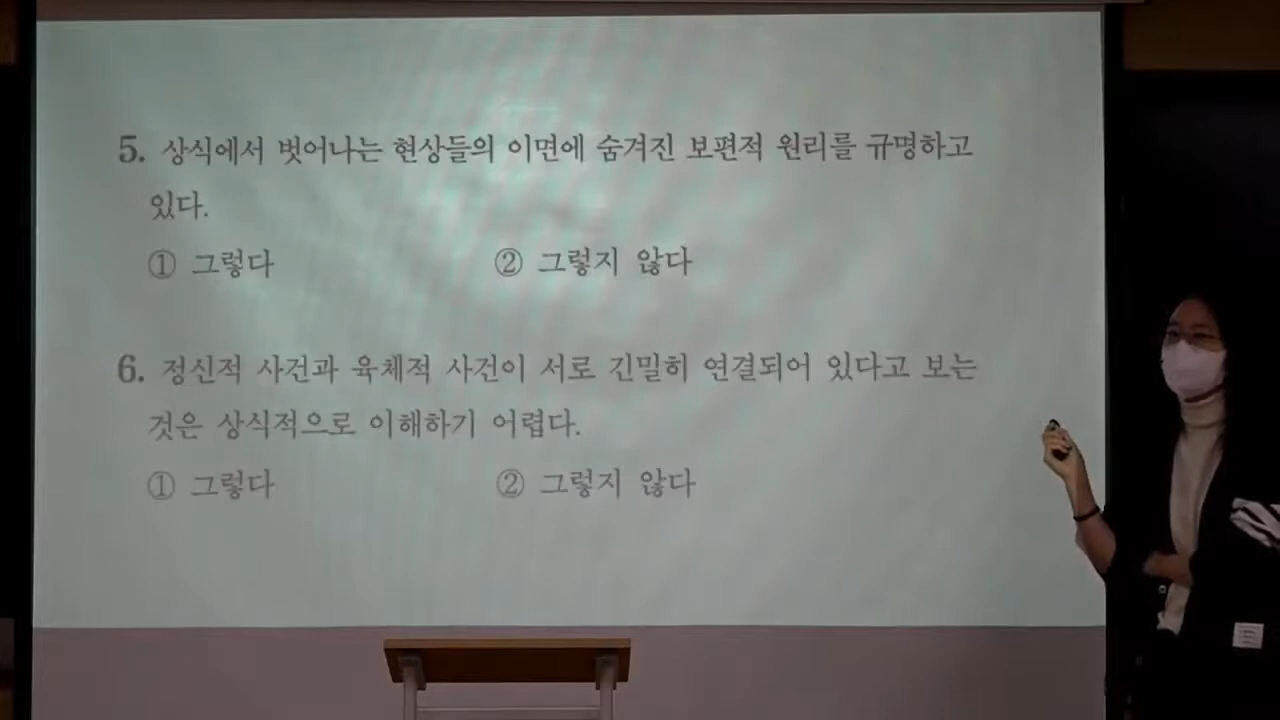 5. 상식에서 벗어나는 현상들의 이면에 숨겨진 보편적 원리를 규명하고
있다.
① 그렇다 ② 그렇지 않다
6. 정신적 사건과 육체적 사건이 서로 긴밀히 연결되어 있다고 보는
것은 상식적으로 이해하기 어렵다.
① 그렇다 ② 그렇지 않다